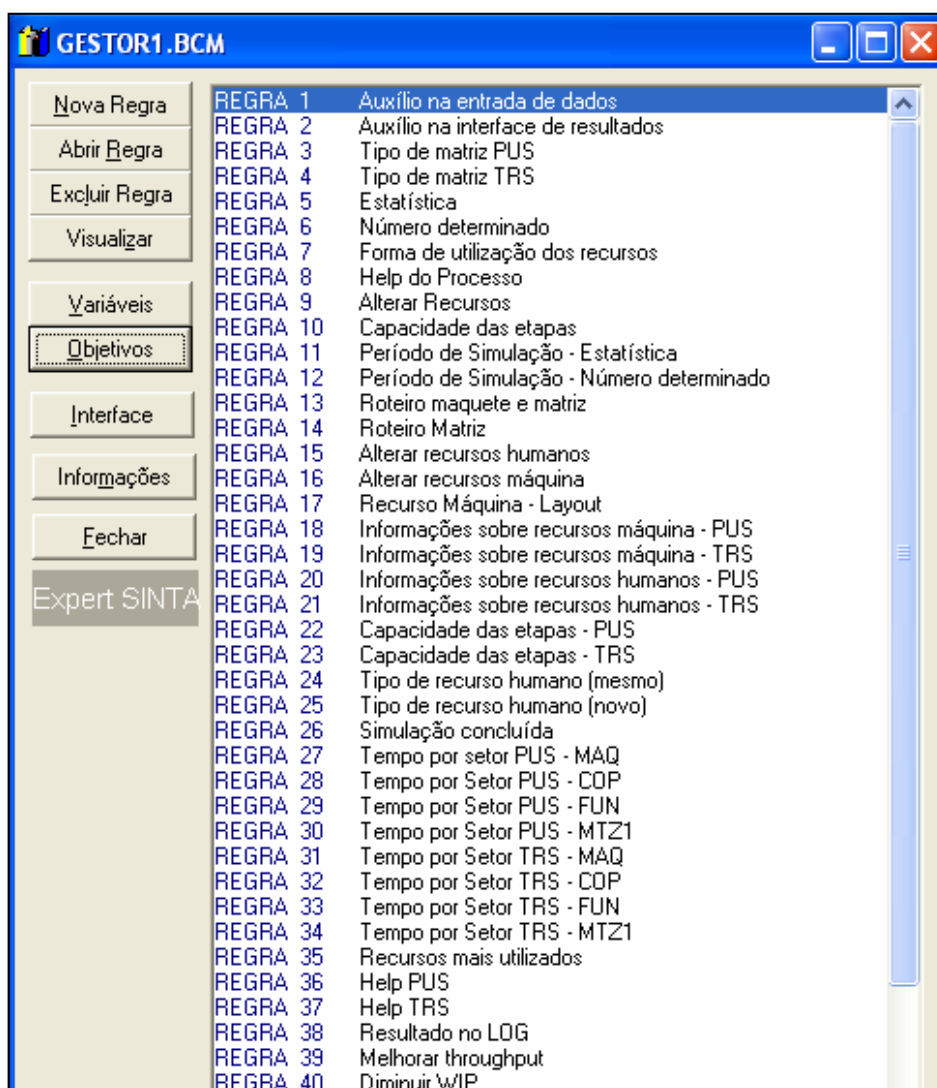 GESTOR1.BCM
Nova Regra
Abrir Regra
Excluir Regra
Visualizar
Variáveis
Objetivos
Interface
Informações
Fechar
Expert SINTA
REGRA 1 Auxílio na entrada de dados
REGRA 2 Auxílio na interface de resultados
REGRA 3 Tipo de matriz PUS
REGRA 4 Tipo de matriz TRS
REGRA 5 Estatística
REGRA 6 Número determinado
REGRA 7 Forma de utilização dos recursos
REGRA 8 Help do Processo
REGRA 9 Alterar Recursos
REGRA 10 Capacidade das etapas
REGRA 11 Período de Simulação - Estatística
REGRA 12 Período de Simulação - Número determinado
REGRA 13 Roteiro maquete e matriz
REGRA 14 Roteiro Matriz
REGRA 15 Alterar recursos humanos
REGRA 16 Alterar recursos máquina
REGRA 17 Recurso Máquina - Layout
REGRA 18 Informações sobre recursos máquina - PUS
REGRA 19 Informações sobre recursos máquina - TRS
REGRA 20 Informações sobre recursos humanos - PUS
REGRA 21 Informações sobre recursos humanos - TRS
REGRA 22 Capacidade das etapas - PUS
REGRA 23 Capacidade das etapas - TRS
REGRA 24 Tipo de recurso humano (mesmo)
REGRA 25 Tipo de recurso humano (novo)
REGRA 26 Simulação concluída
REGRA 27 Tempo por setor PUS - MAQ
REGRA 28 Tempo por Setor PUS - COP
REGRA 29 Tempo por Setor PUS - FUN
REGRA 30 Tempo por Setor PUS - MTZ1
REGRA 31 Tempo por Setor TRS - MAQ
REGRA 32 Tempo por Setor TRS - COP
REGRA 33 Tempo por Setor TRS - FUN
REGRA 34 Tempo por Setor TRS - MTZ1
REGRA 35 Recursos mais utilizados
REGRA 36 Help PUS
REGRA 37 Help TRS
REGRA 38 Resultado no LOG
REGRA 39 Melhorar throughput
REGRA 40 Diminuir WIP